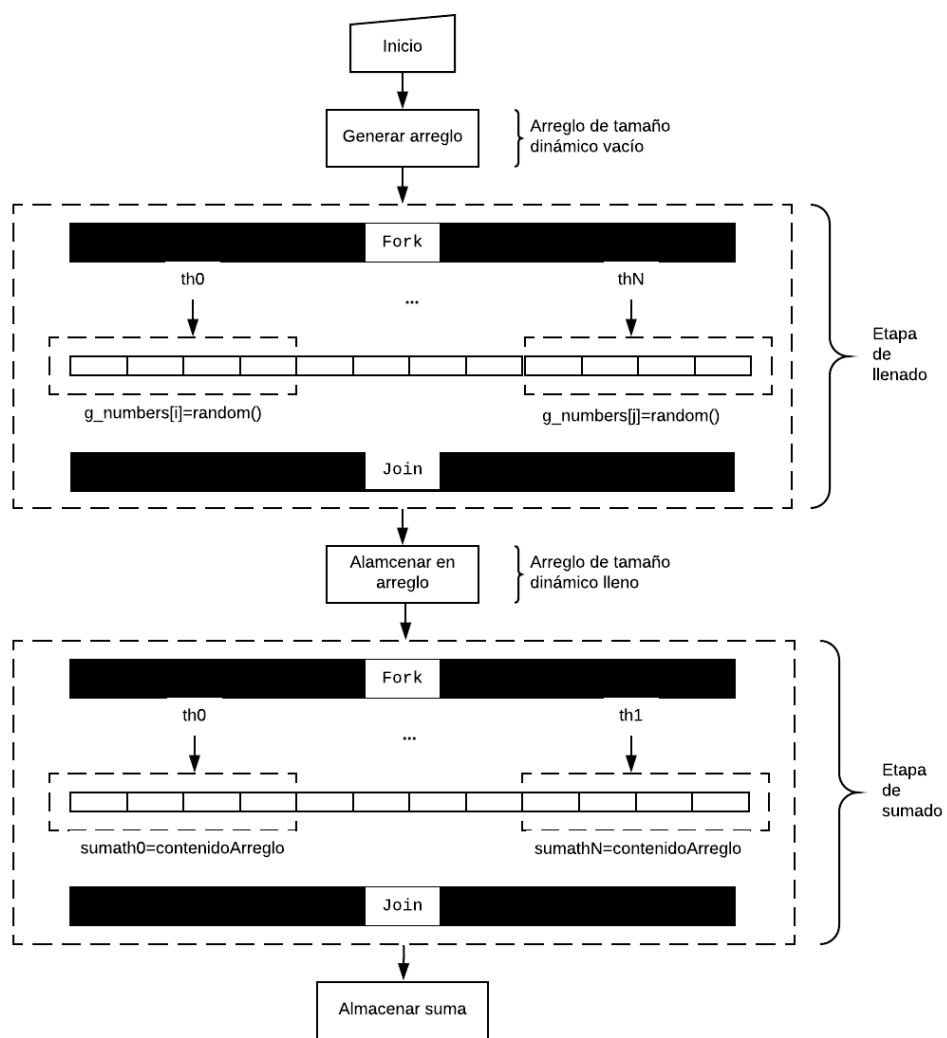 Inicio
Generar arreglo
Arreglo de tamaño
dinámico vacío
Fork
th0
...
thN
g_numbers[i]=random()
g_numbers[j]=random()
Etapa
de
llenado
Join
Alamcenar en
arreglo
Arreglo de tamaño
dinámico lleno
Fork
th0
...
th1
sumath0=contenidoArreglo
sumathN=contenidoArreglo
Etapa
de
sumado
Join
Almacenar suma